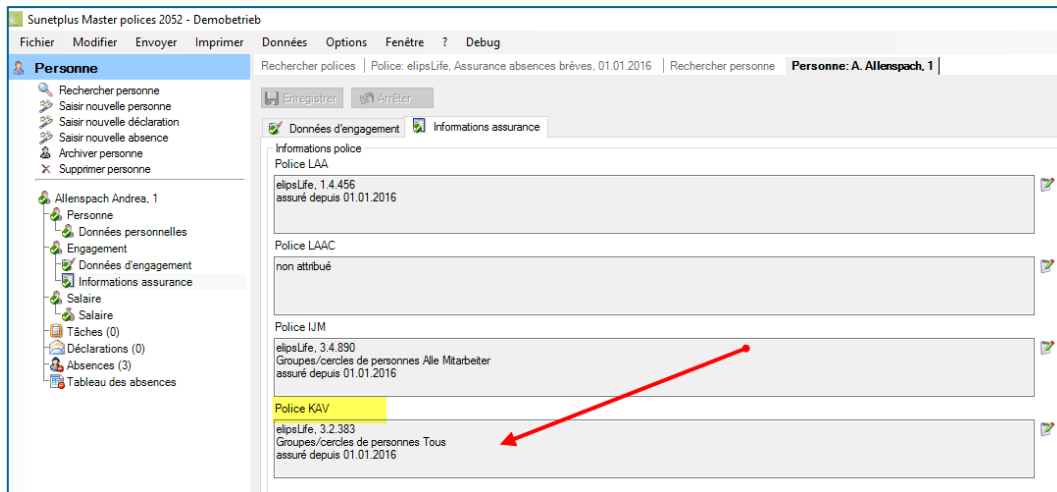 Sunetplus Master polices 2052 - Demobetrieb
Fichier Modifier Envoyer Imprimer Données Options Fenêtre ? Debug
Personne
Rechercher personne
Saisir nouvelle personne
Saisir nouvelle déclaration
Saisir nouvelle absence
Archiver personne
Supprimer personne
Allenspach Andrea, 1
Personne
Données personnelles
Engagement
Données d'engagement
Informations assurance
Salaire
Salaire
Tâches (0)
Déclarations (0)
Absences (3)
Tableau des absences
Rechercher polices | Police: elipsLife, Assurance absences brèves, 01.01.2016 | Rechercher personne | Personne: A. Allenspach, 1
Enregistrer Arrêter
Données d'engagement Informations assurance
Informations police
Police LAA
elipsLife, 1.4.456
assuré depuis 01.01.2016
Police LAAC
non attribué
Police IJM
elipsLife, 3.4.890
Groupes/cercles de personnes Alle Mitarbeiter
assuré depuis 01.01.2016
Police KAV
elipsLife, 3.2.383
Groupes/cercles de personnes Tous
assuré depuis 01.01.2016